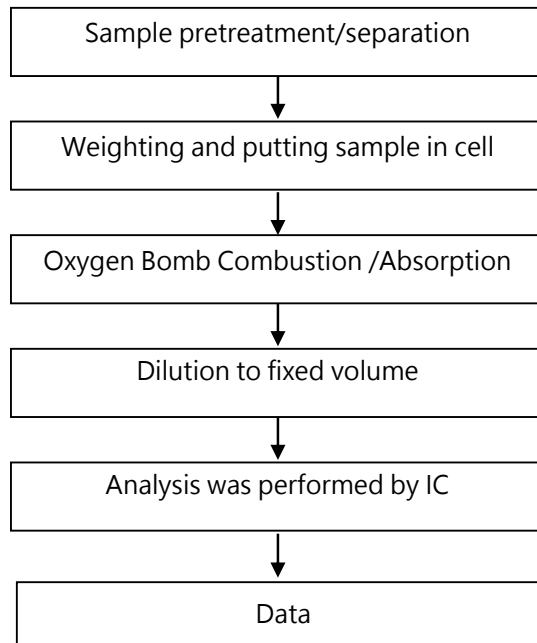 Sample pretreatment/separation
Weighting and putting sample in cell
Oxygen Bomb Combustion /Absorption
Dilution to fixed volume
Analysis was performed by IC
Data